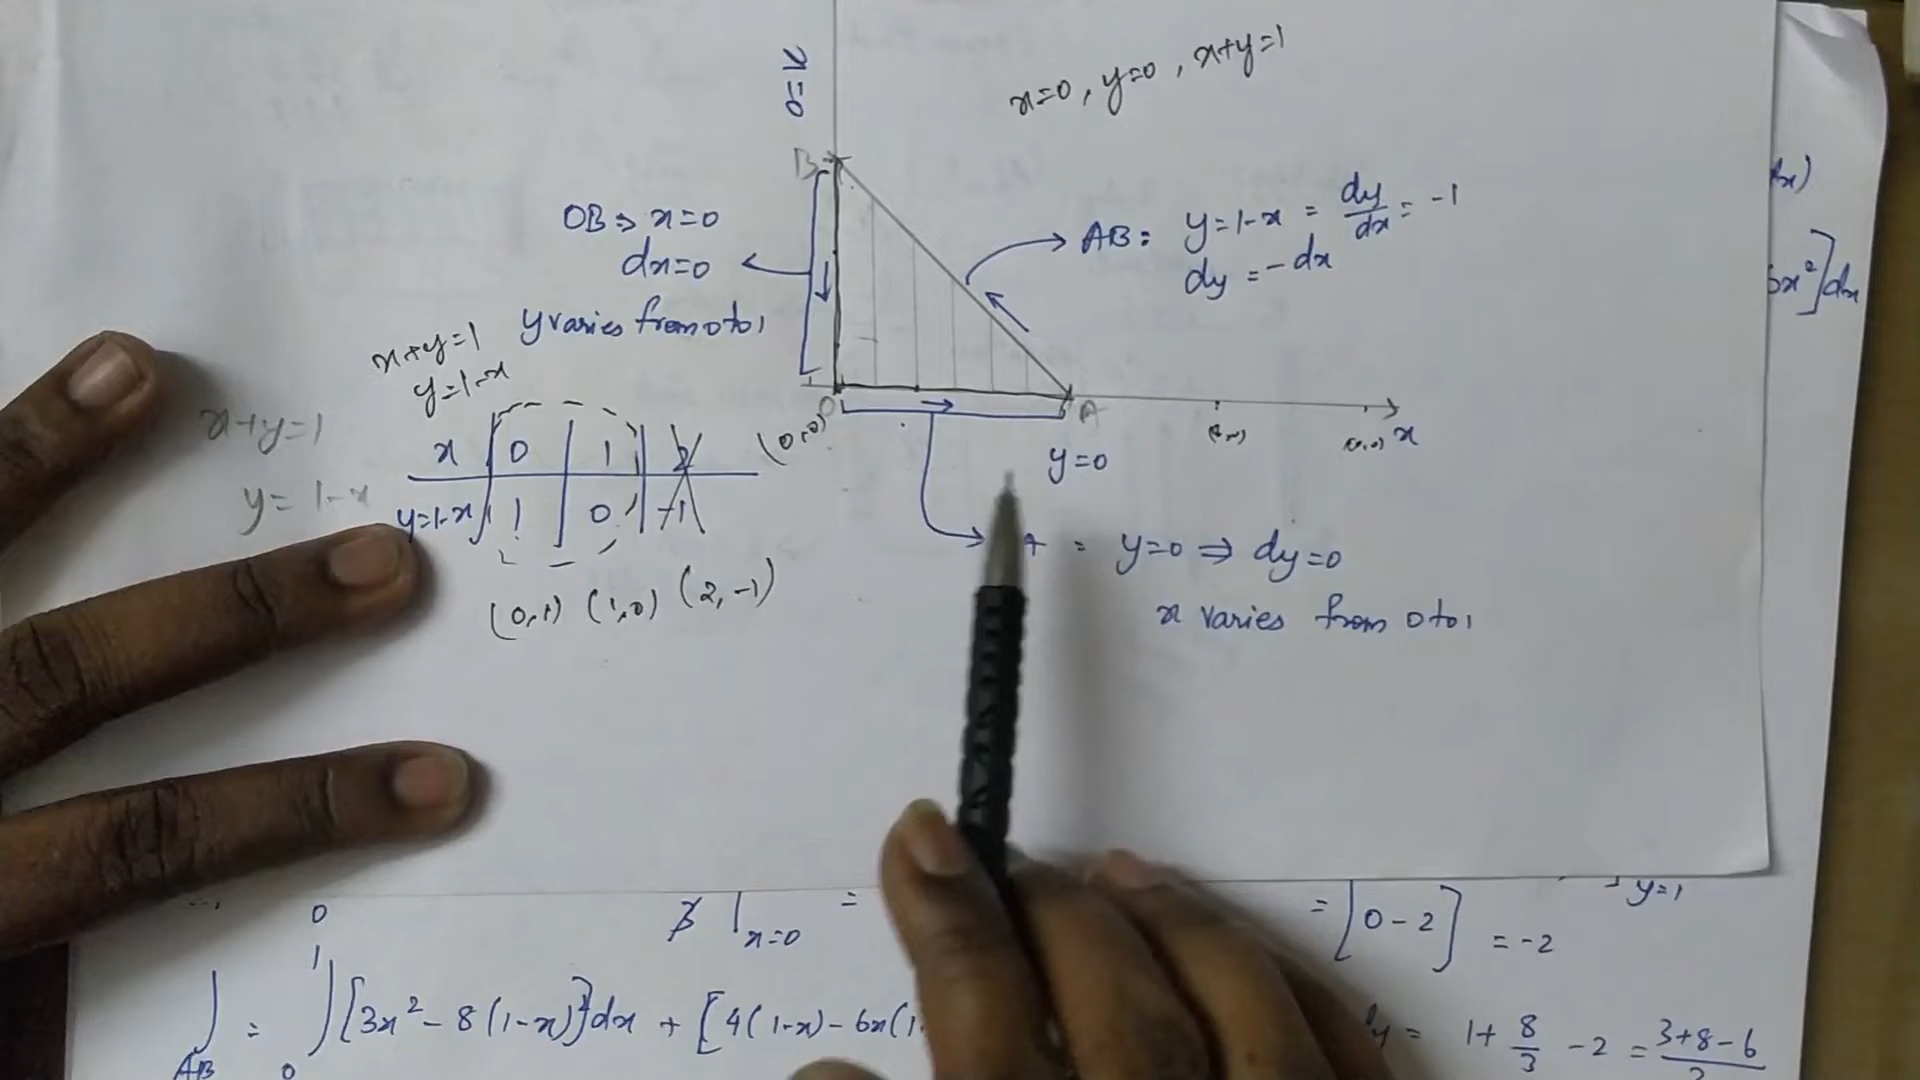 x=0
x=0, y=0, x+y=1
B
OB ⇒ x=0
dx=0
y varies from 0 to 1
AB: y=1-x = dy/dx = -1
dy = -dx
x+y=1
y=1-x
x+y=1
y= 1-x
x 0 1 2
y=1-x 1 0 -1
(0,1) (1,0) (2,-1)
O
(0,0)
A
x
y=0
A = y=0 ⇒ dy=0
x varies from 0 to 1
x²]dx
0
x=0
=
= [0-2] = -2
y=1
∫AB = ∫₀¹ [3x²-8(1-x)]dx + [4(1-x)-6x(1
y = 1+ 8/3 -2 = 3+8-6